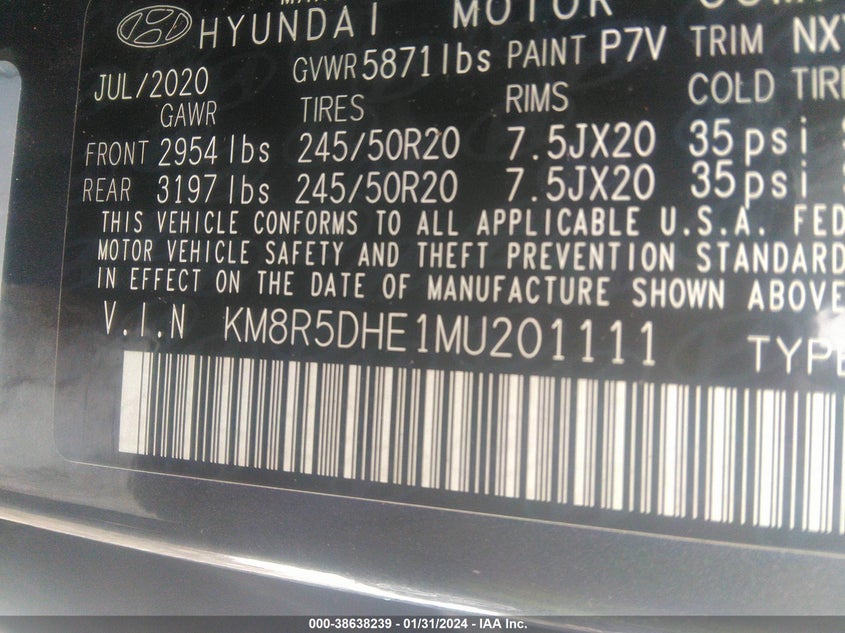 HYUNDAI MOTOR
JUL/2020 GVWR 5871 lbs PAINT P7V TRIM
GAWR TIRES RIMS COLD
FRONT 2954 lbs 245/50R20 7.5JX20 35psi
REAR 3197 lbs 245/50R20 7.5JX20 35psi
THIS VEHICLE CONFORMS TO ALL APPLICABLE U.S.A. FED
MOTOR VEHICLE SAFETY AND THEFT PREVENTION STANDARD
IN EFFECT ON THE DATE OF MANUFACTURE SHOWN ABOVE
V.I.N KM8R5DHE1MU201111 TYPE
000-38638239 - 01/31/2024 - IAA Inc.